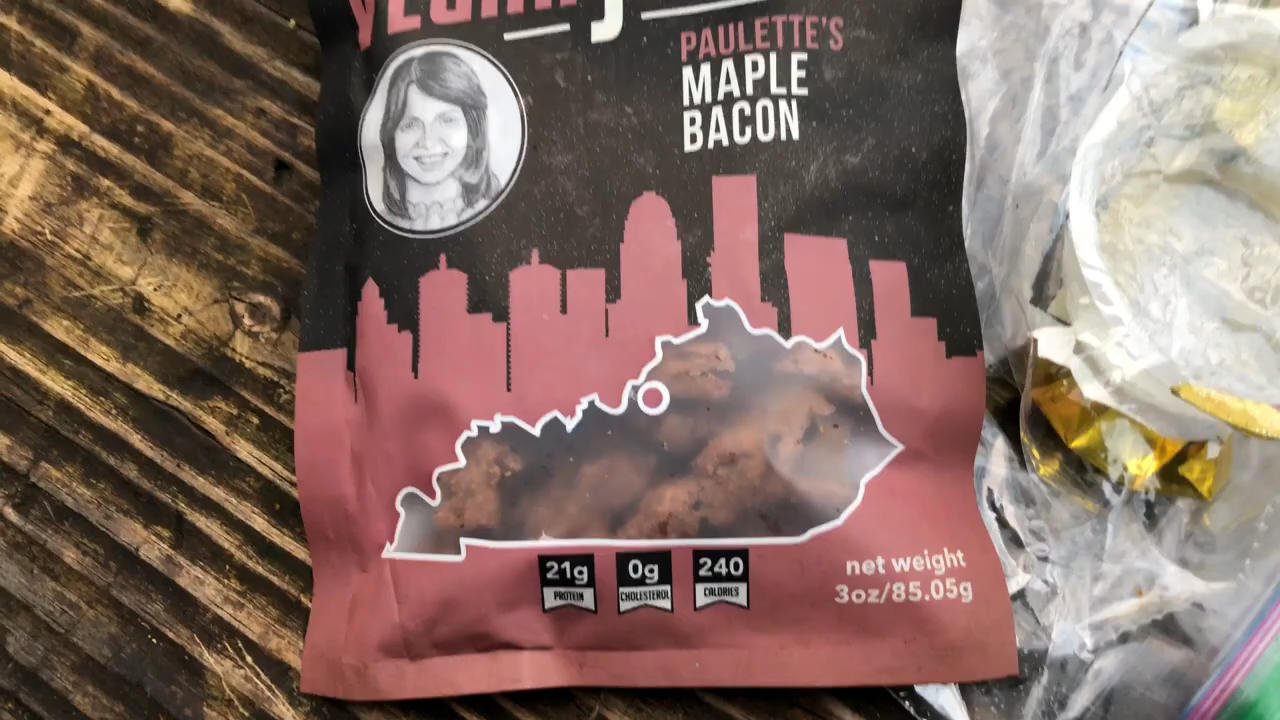 PAULETTE'S
MAPLE
BACON
21g
PROTEIN
0g
CHOLESTEROL
240
CALORIES
net weight
3oz/85.05g